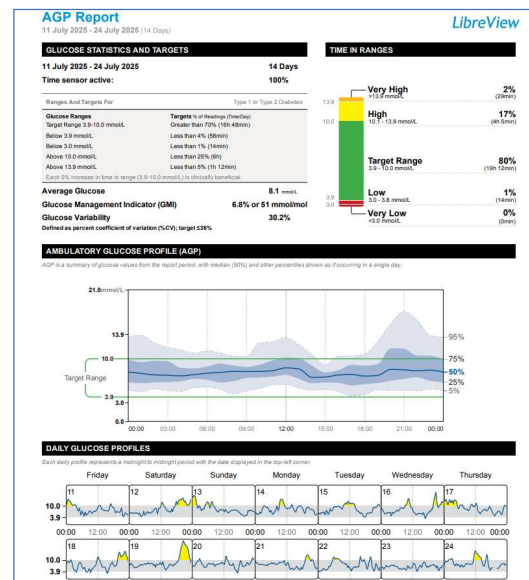 AGP Report
LibreView
11 July 2025 - 24 July 2025 (14 Days)
GLUCOSE STATISTICS AND TARGETS
11 July 2025 - 24 July 2025 14 Days
Time sensor active: 100%
Ranges And Targets For Type 1 or Type 2 Diabetes
Glucose Ranges Targets % of Readings (Time/Day)
Target Range 3.9-10.0 mmol/L Greater than 70% (16h 48min)
Below 3.9 mmol/L Less than 4% (58min)
Below 3.0 mmol/L Less than 1% (14min)
Above 10.0 mmol/L Less than 25% (6h)
Above 13.9 mmol/L Less than 5% (1h 12min)
Each 5% increase in time in range (3.9-10.0 mmol/L) is clinically beneficial.
Average Glucose 8.1 mmol/L
Glucose Management Indicator (GMI) 6.8% or 51 mmol/mol
Glucose Variability 30.2%
Defined as percent coefficient of variation (%CV); target ≤36%
TIME IN RANGES
Very High 2%
>13.9 mmol/L (29min)
13.9
High 17%
10.1 - 13.9 mmol/L (4h 5min)
10.0
Target Range 80%
3.9 - 10.0 mmol/L (19h 12min)
3.9
Low 1%
3.0 - 3.8 mmol/L (14min)
3.0
Very Low 0%
<3.0 mmol/L (0min)
AMBULATORY GLUCOSE PROFILE (AGP)
AGP is a summary of glucose values from the report period, with median (50%) and other percentiles shown as if occurring in a single day.
21.0 mmol/L
13.9
95%
10.0
75%
Target Range
50%
25%
3.9
5%
3.0
0.0
00:00 03:00 06:00 09:00 12:00 15:00 18:00 21:00 00:00
DAILY GLUCOSE PROFILES
Each daily profile represents a midnight to midnight period with the date displayed in the top-left corner.
Friday Saturday Sunday Monday Tuesday Wednesday Thursday
11 12 13 14 15 16 17
10.0
3.9
00:00 12:00 00:00 12:00 00:00 12:00 00:00 12:00 00:00 12:00 00:00 12:00 00:00 12:00 00:00
18 19 20 21 22 23 24
10.0
3.9